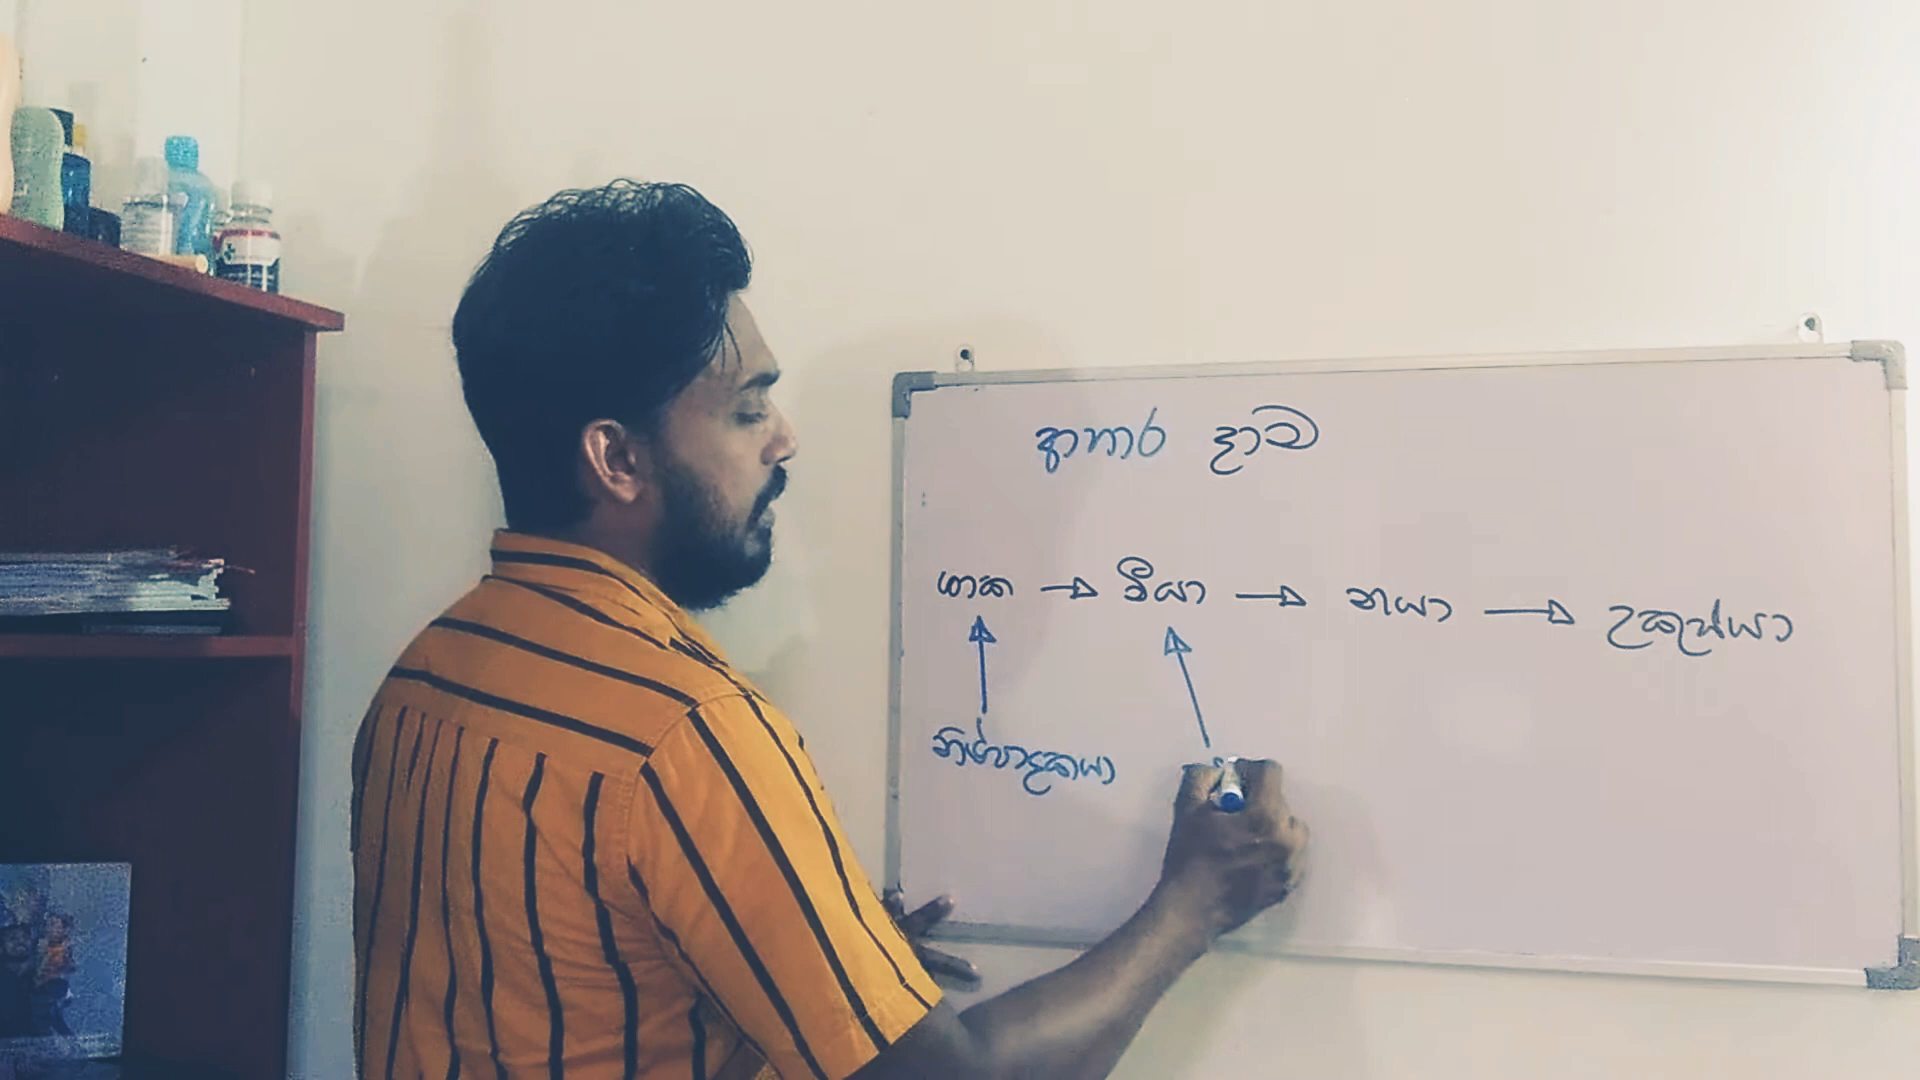 ආහාර දාම
ශාක → මීයා → නයා → උකුස්සා
නිෂ්පාදකයා